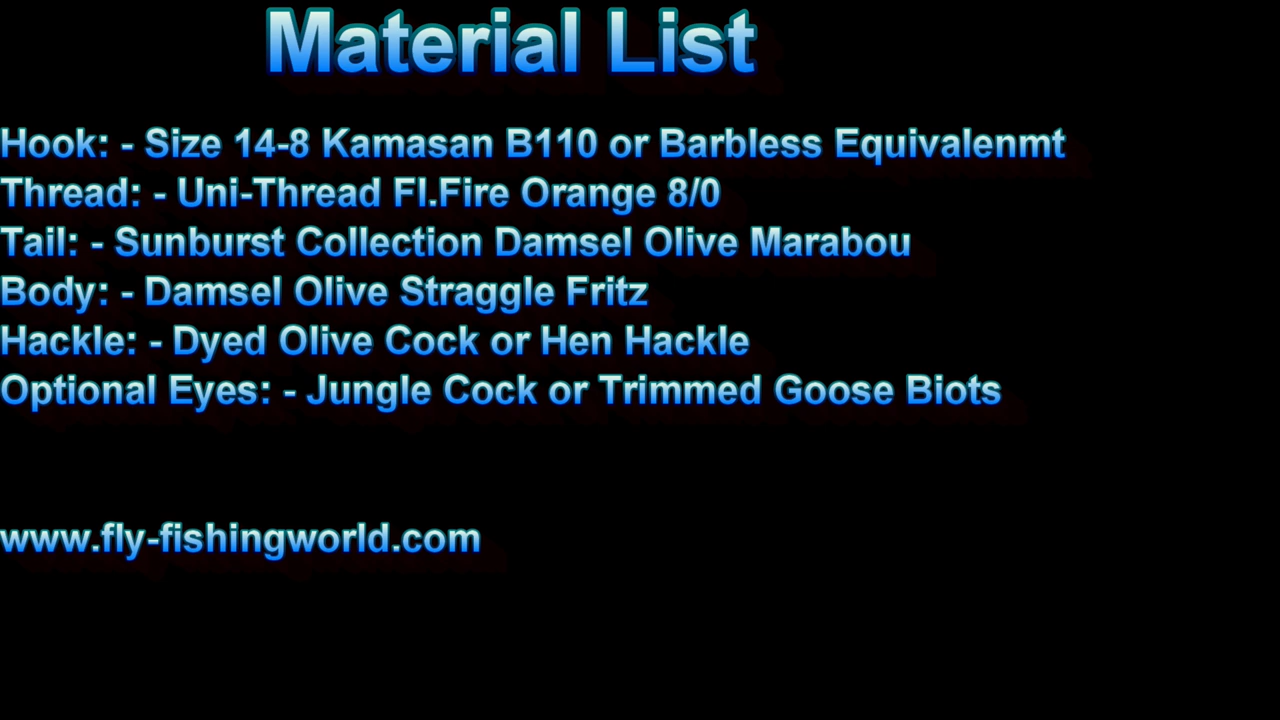 Material List
Hook: - Size 14-8 Kamasan B110 or Barbless Equivalenmt
Thread: - Uni-Thread Fl.Fire Orange 8/0
Tail: - Sunburst Collection Damsel Olive Marabou
Body: - Damsel Olive Straggle Fritz
Hackle: - Dyed Olive Cock or Hen Hackle
Optional Eyes: - Jungle Cock or Trimmed Goose Biots
www.fly-fishingworld.com